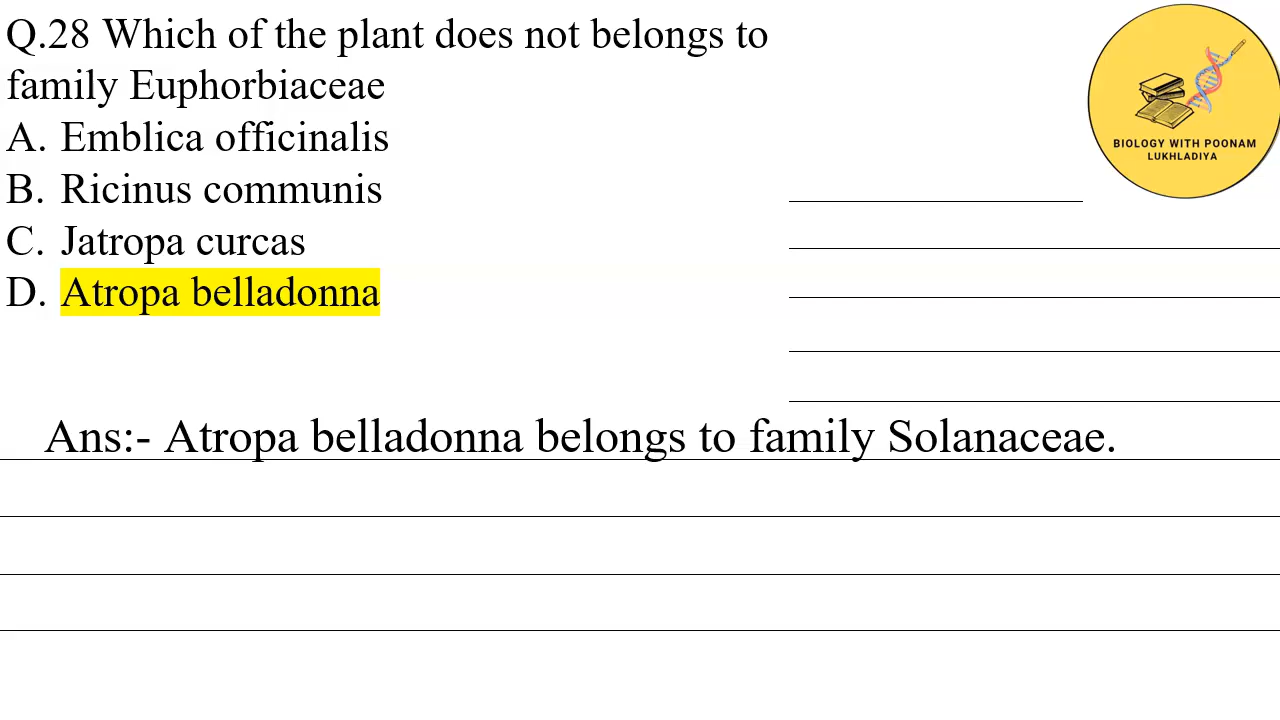 Q.28 Which of the plant does not belongs to
family Euphorbiaceae
A. Emblica officinalis
B. Ricinus communis
C. Jatropa curcas
D. Atropa belladonna
BIOLOGY WITH POONAM
LUKHLADIYA
Ans:- Atropa belladonna belongs to family Solanaceae.